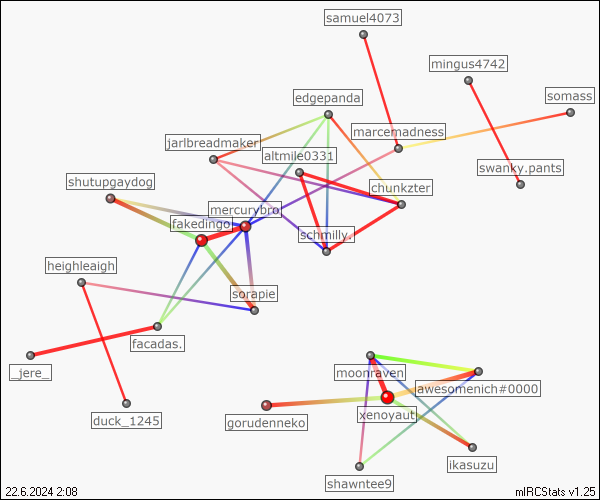 samuel4073
mingus4742
edgepanda
somass
marcemadness
jarlbreadmaker
altmile0331
swanky.pants
shutupgaydog
chunkzter
mercurybro.
fakedingo.
schmilly.
heighleaigh
sorapie
facadas.
_jere_
moonraven
awesomenich#0000
duck_1245
gorudenneko
xenoyaut
ikasuzu
shawntee9
22.6.2024 2:08
mIRCStats v1.25